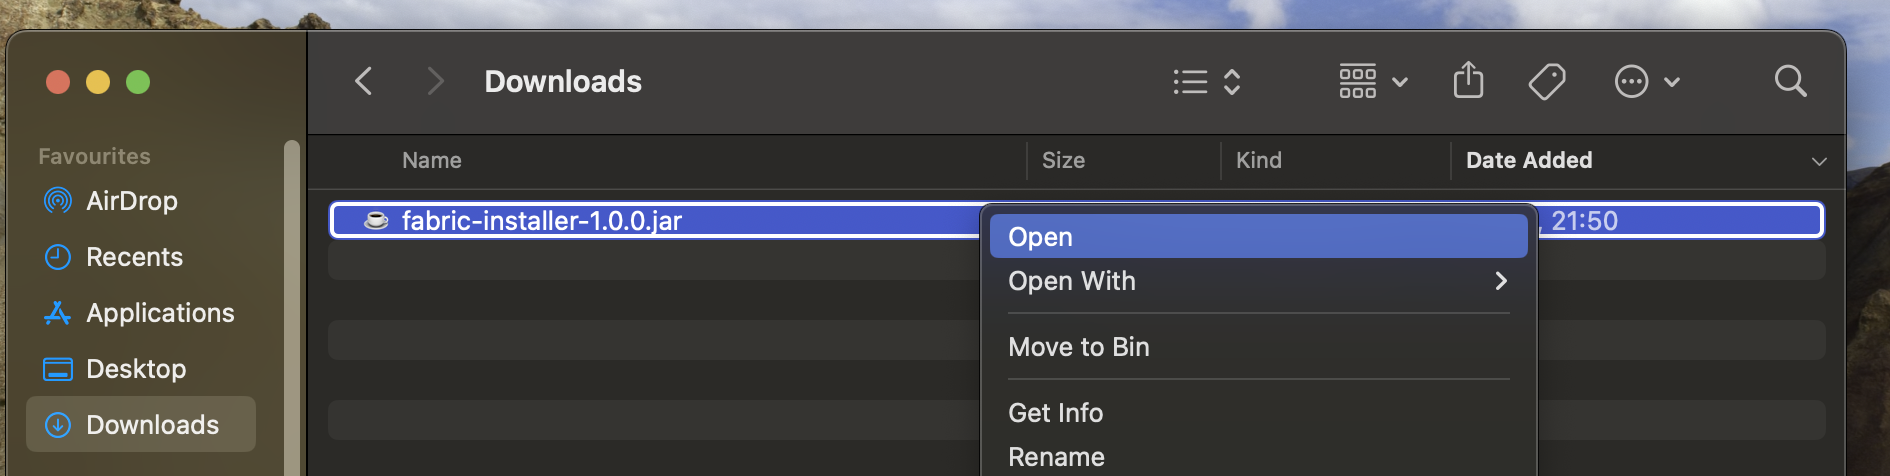 Downloads
Favourites
AirDrop
Recents
Applications
Desktop
Downloads
Name Size Kind Date Added
fabric-installer-1.0.0.jar 21:50
Open
Open With
Move to Bin
Get Info
Rename